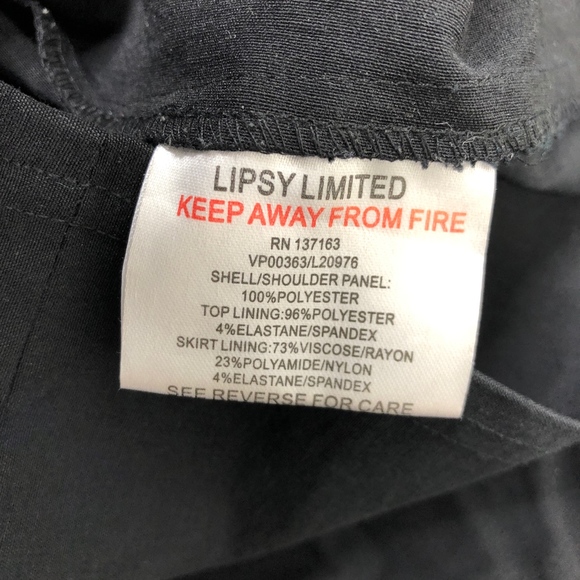 LIPSY LIMITED
KEEP AWAY FROM FIRE
RN 137163
VP00363/L20976
SHELL/SHOULDER PANEL:
100%POLYESTER
TOP LINING:96%POLYESTER
4%ELASTANE/SPANDEX
SKIRT LINING:73%VISCOSE/RAYON
23%POLYAMIDE/NYLON
4%ELASTANE/SPANDEX
SEE REVERSE FOR CARE